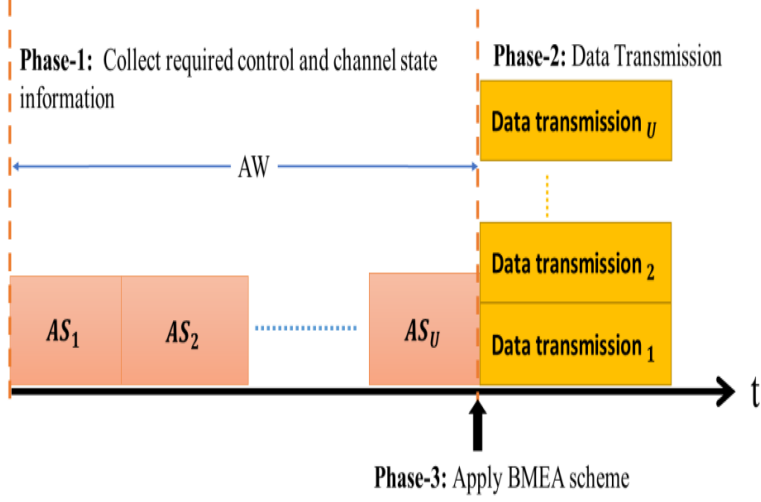 Phase-1: Collect required control and channel state
information
Phase-2: Data Transmission
Data transmission U
AW
Data transmission 2
AS1
AS2
ASU
Data transmission 1
t
Phase-3: Apply BMEA scheme